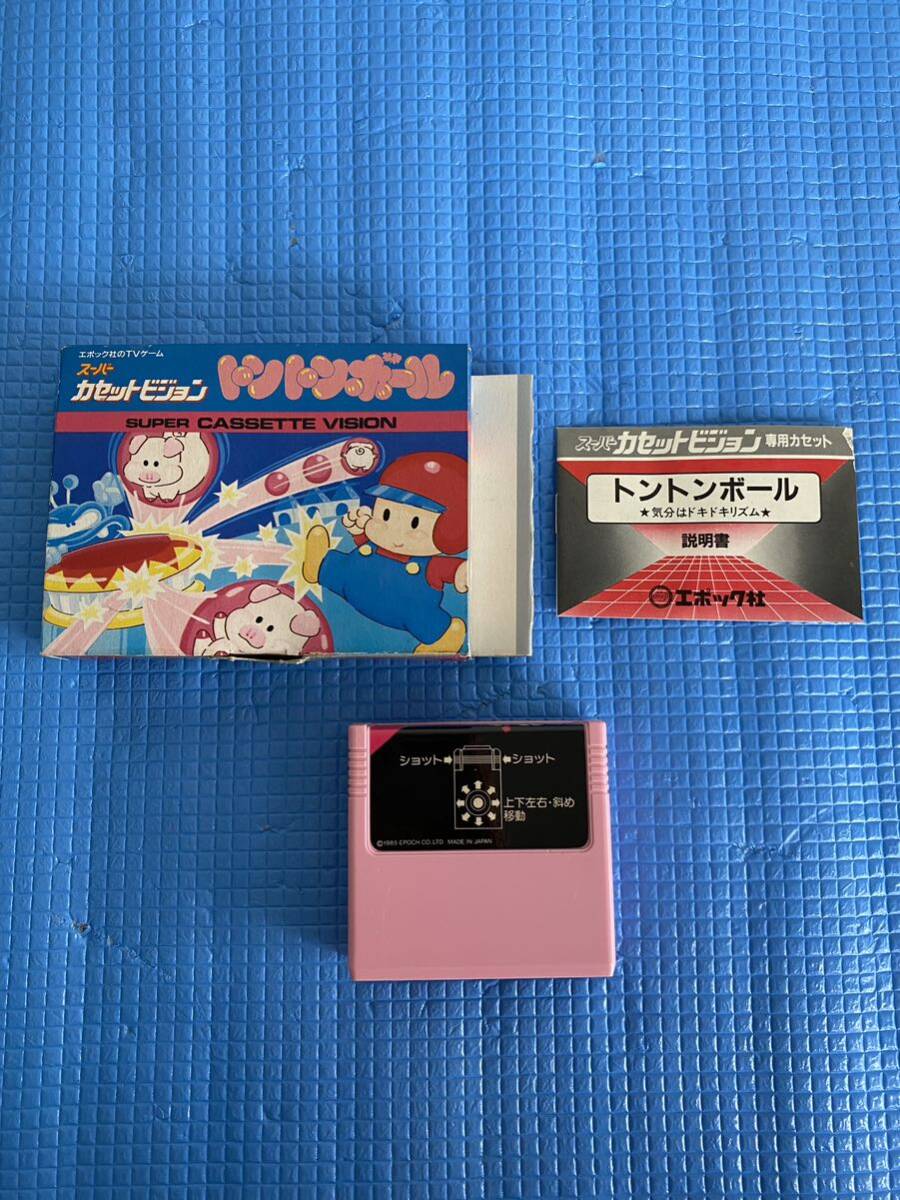 エポック社のTVゲーム
スーパー
カセットビジョン
トントンボール
SUPER CASSETTE VISION
スーパーカセットビジョン 専用カセット
トントンボール
★気分はドキドキリズム★
説明書
エポック社
ショット
ショット
上下左右・斜め
移動
©1985 EPOCH CO.,LTD MADE IN JAPAN